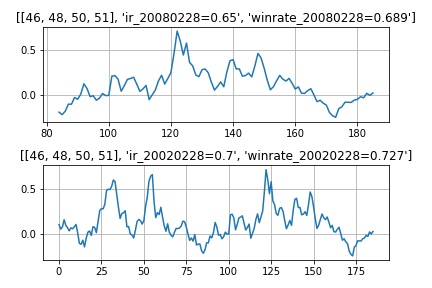 [[46, 48, 50, 51], 'ir_20080228=0.65', 'winrate_20080228=0.689']
0.5
0.0
80 100 120 140 160 180
[[46, 48, 50, 51], 'ir_20020228=0.7', 'winrate_20020228=0.727']
0.5
0.0
0 25 50 75 100 125 150 175